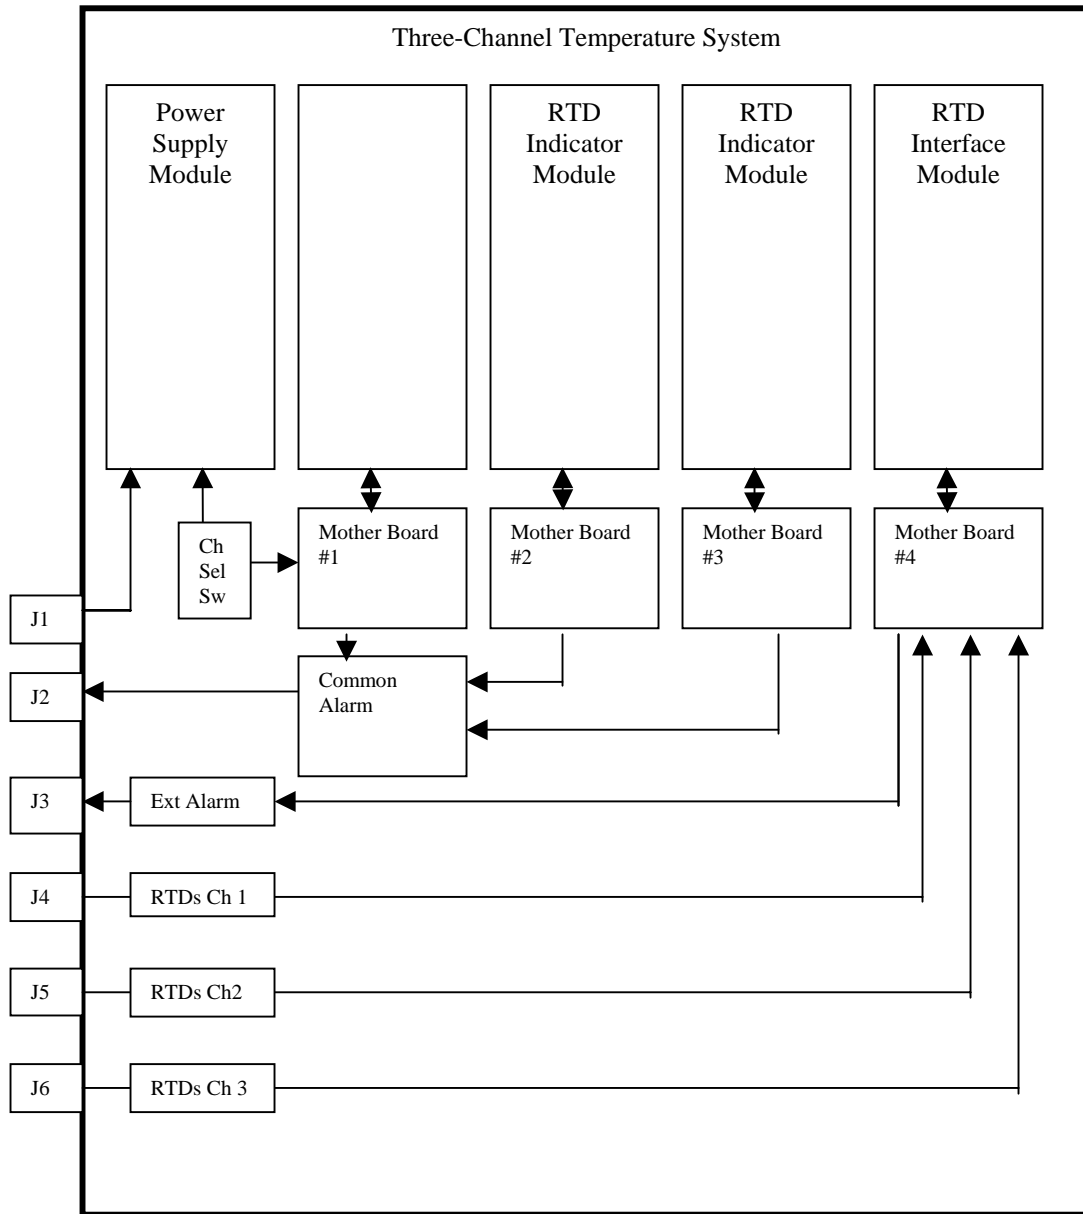 Three-Channel Temperature System
Power
Supply
Module
RTD
Indicator
Module
RTD
Indicator
Module
RTD
Interface
Module
Ch
Sel
Sw
Mother Board
#1
Mother Board
#2
Mother Board
#3
Mother Board
#4
J1
J2
Common
Alarm
J3
Ext Alarm
J4
RTDs Ch 1
J5
RTDs Ch2
J6
RTDs Ch 3